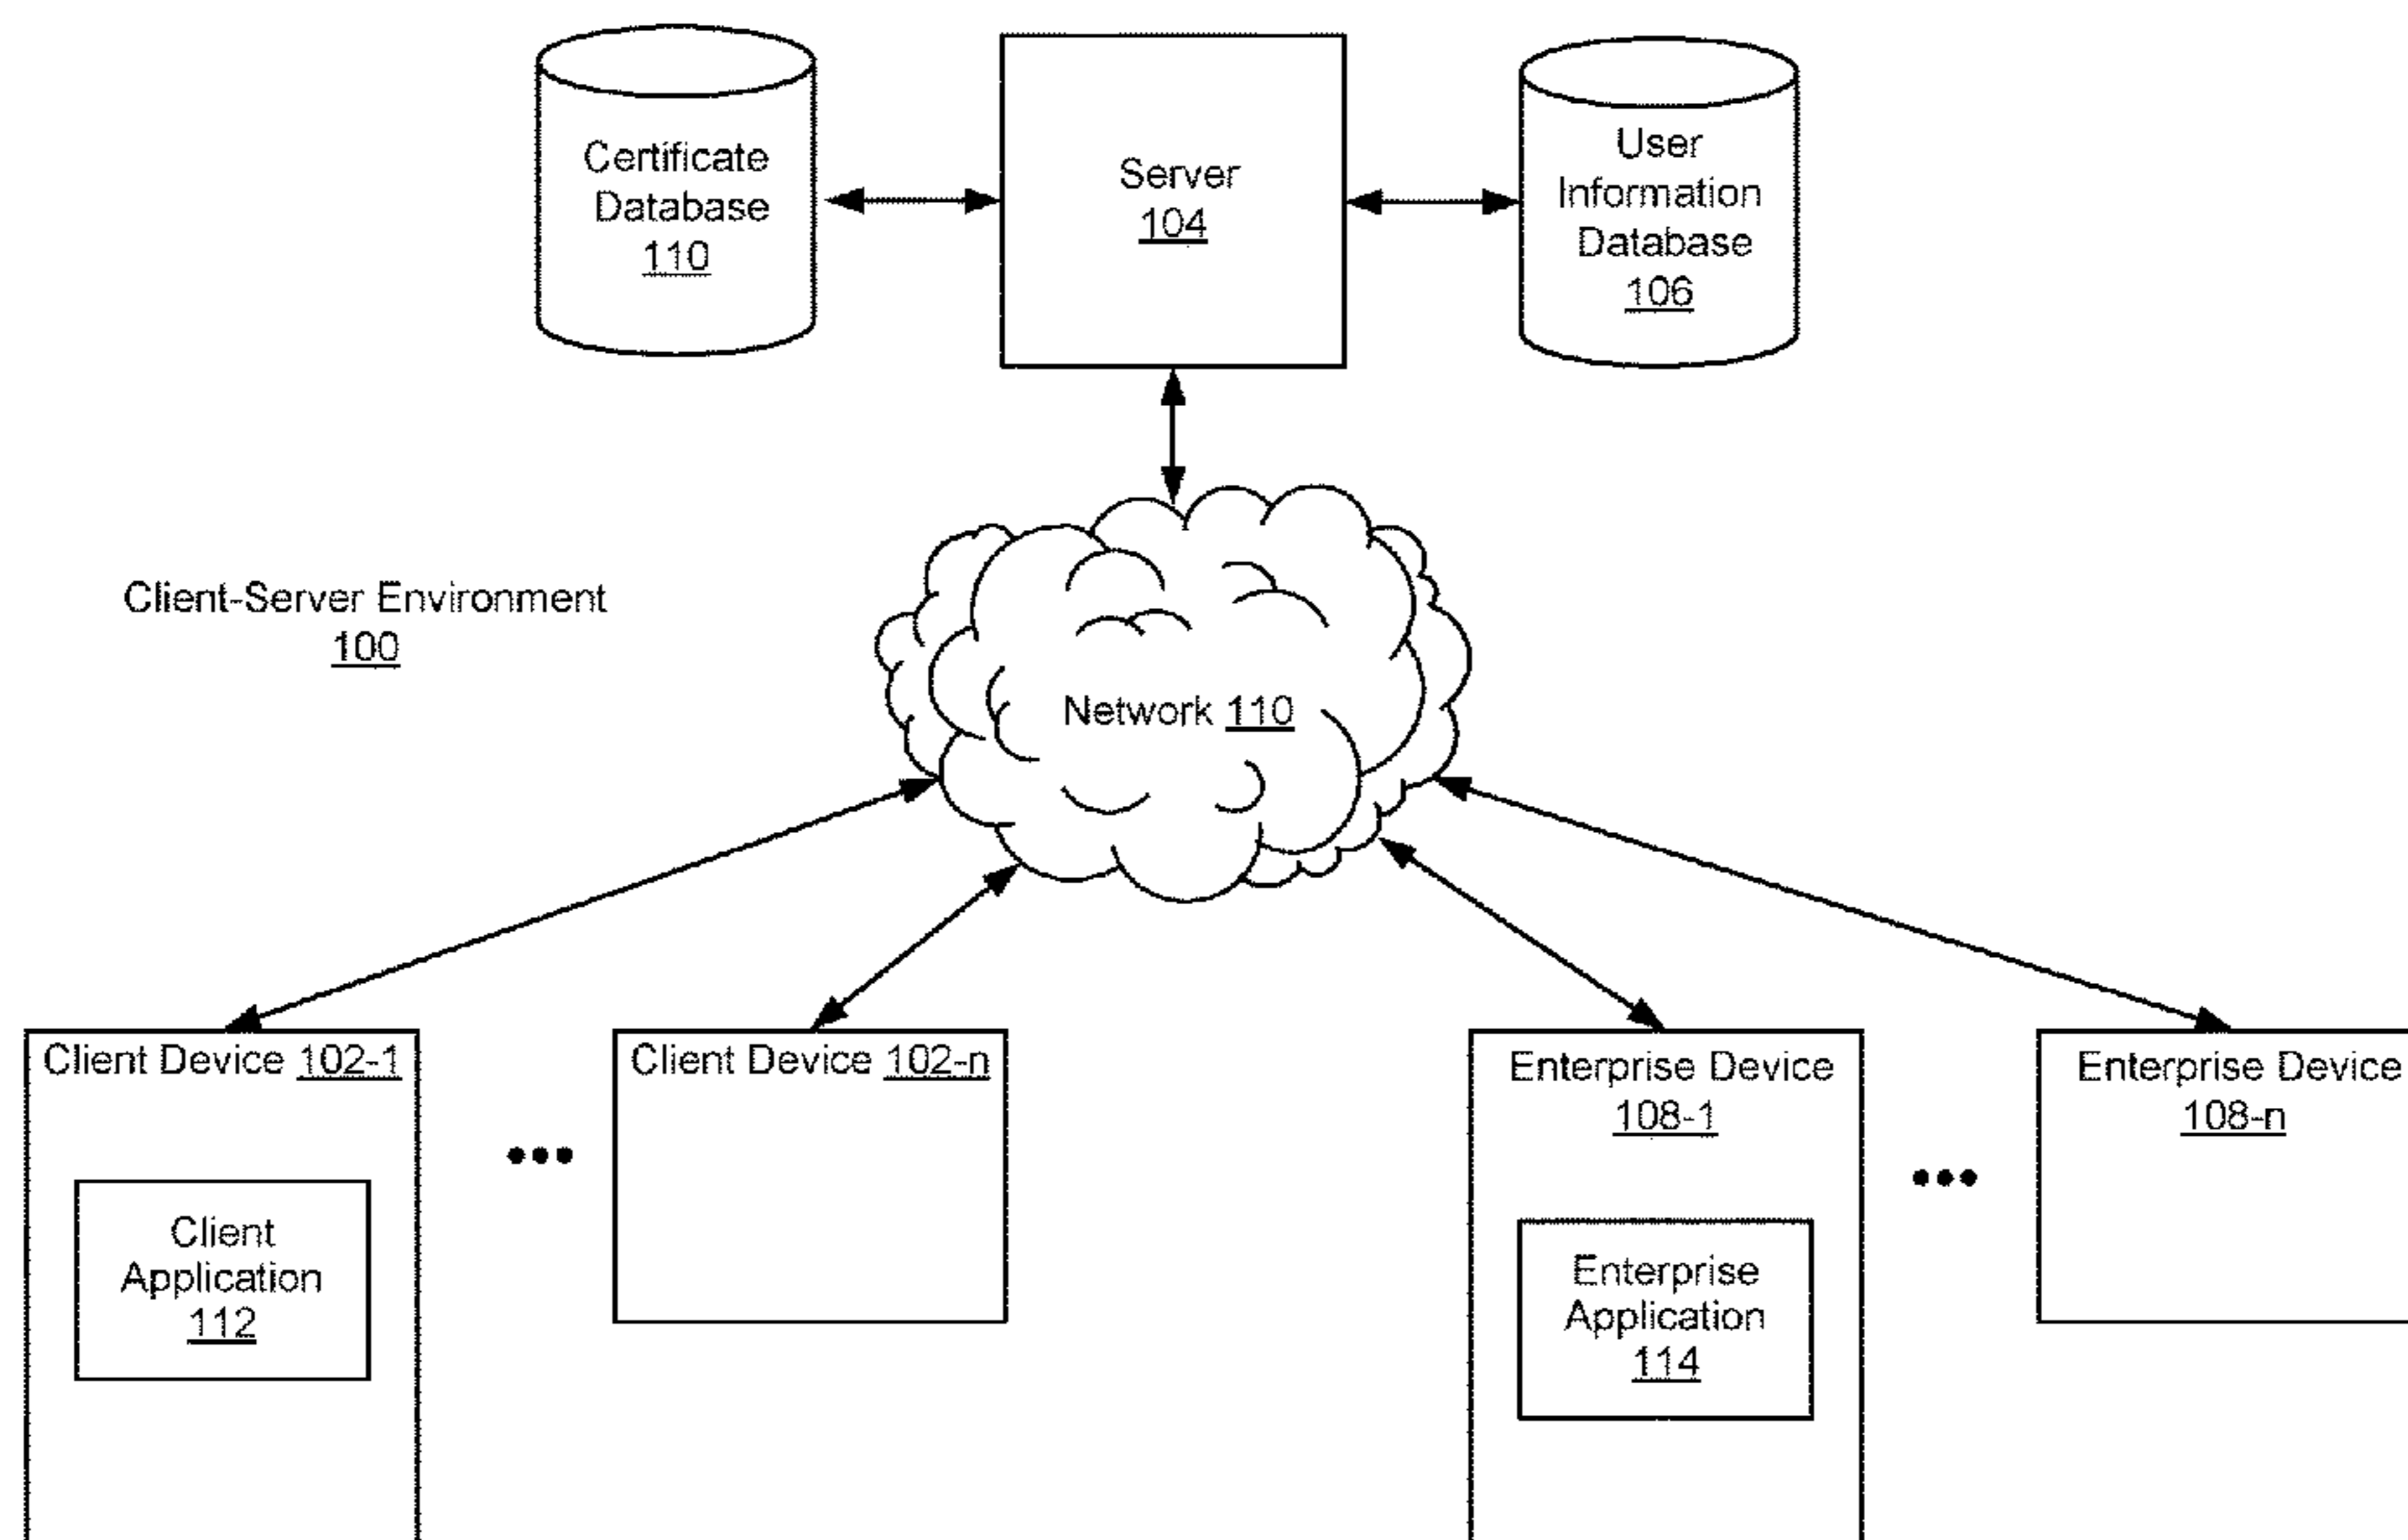 Certificate
Database
110
Server
104
User
Information
Database
106
Client-Server Environment
100
Network 110
Client Device 102-1
Client Device 102-n
Enterprise Device
108-1
Enterprise Device
108-n
Client
Application
112
Enterprise
Application
114